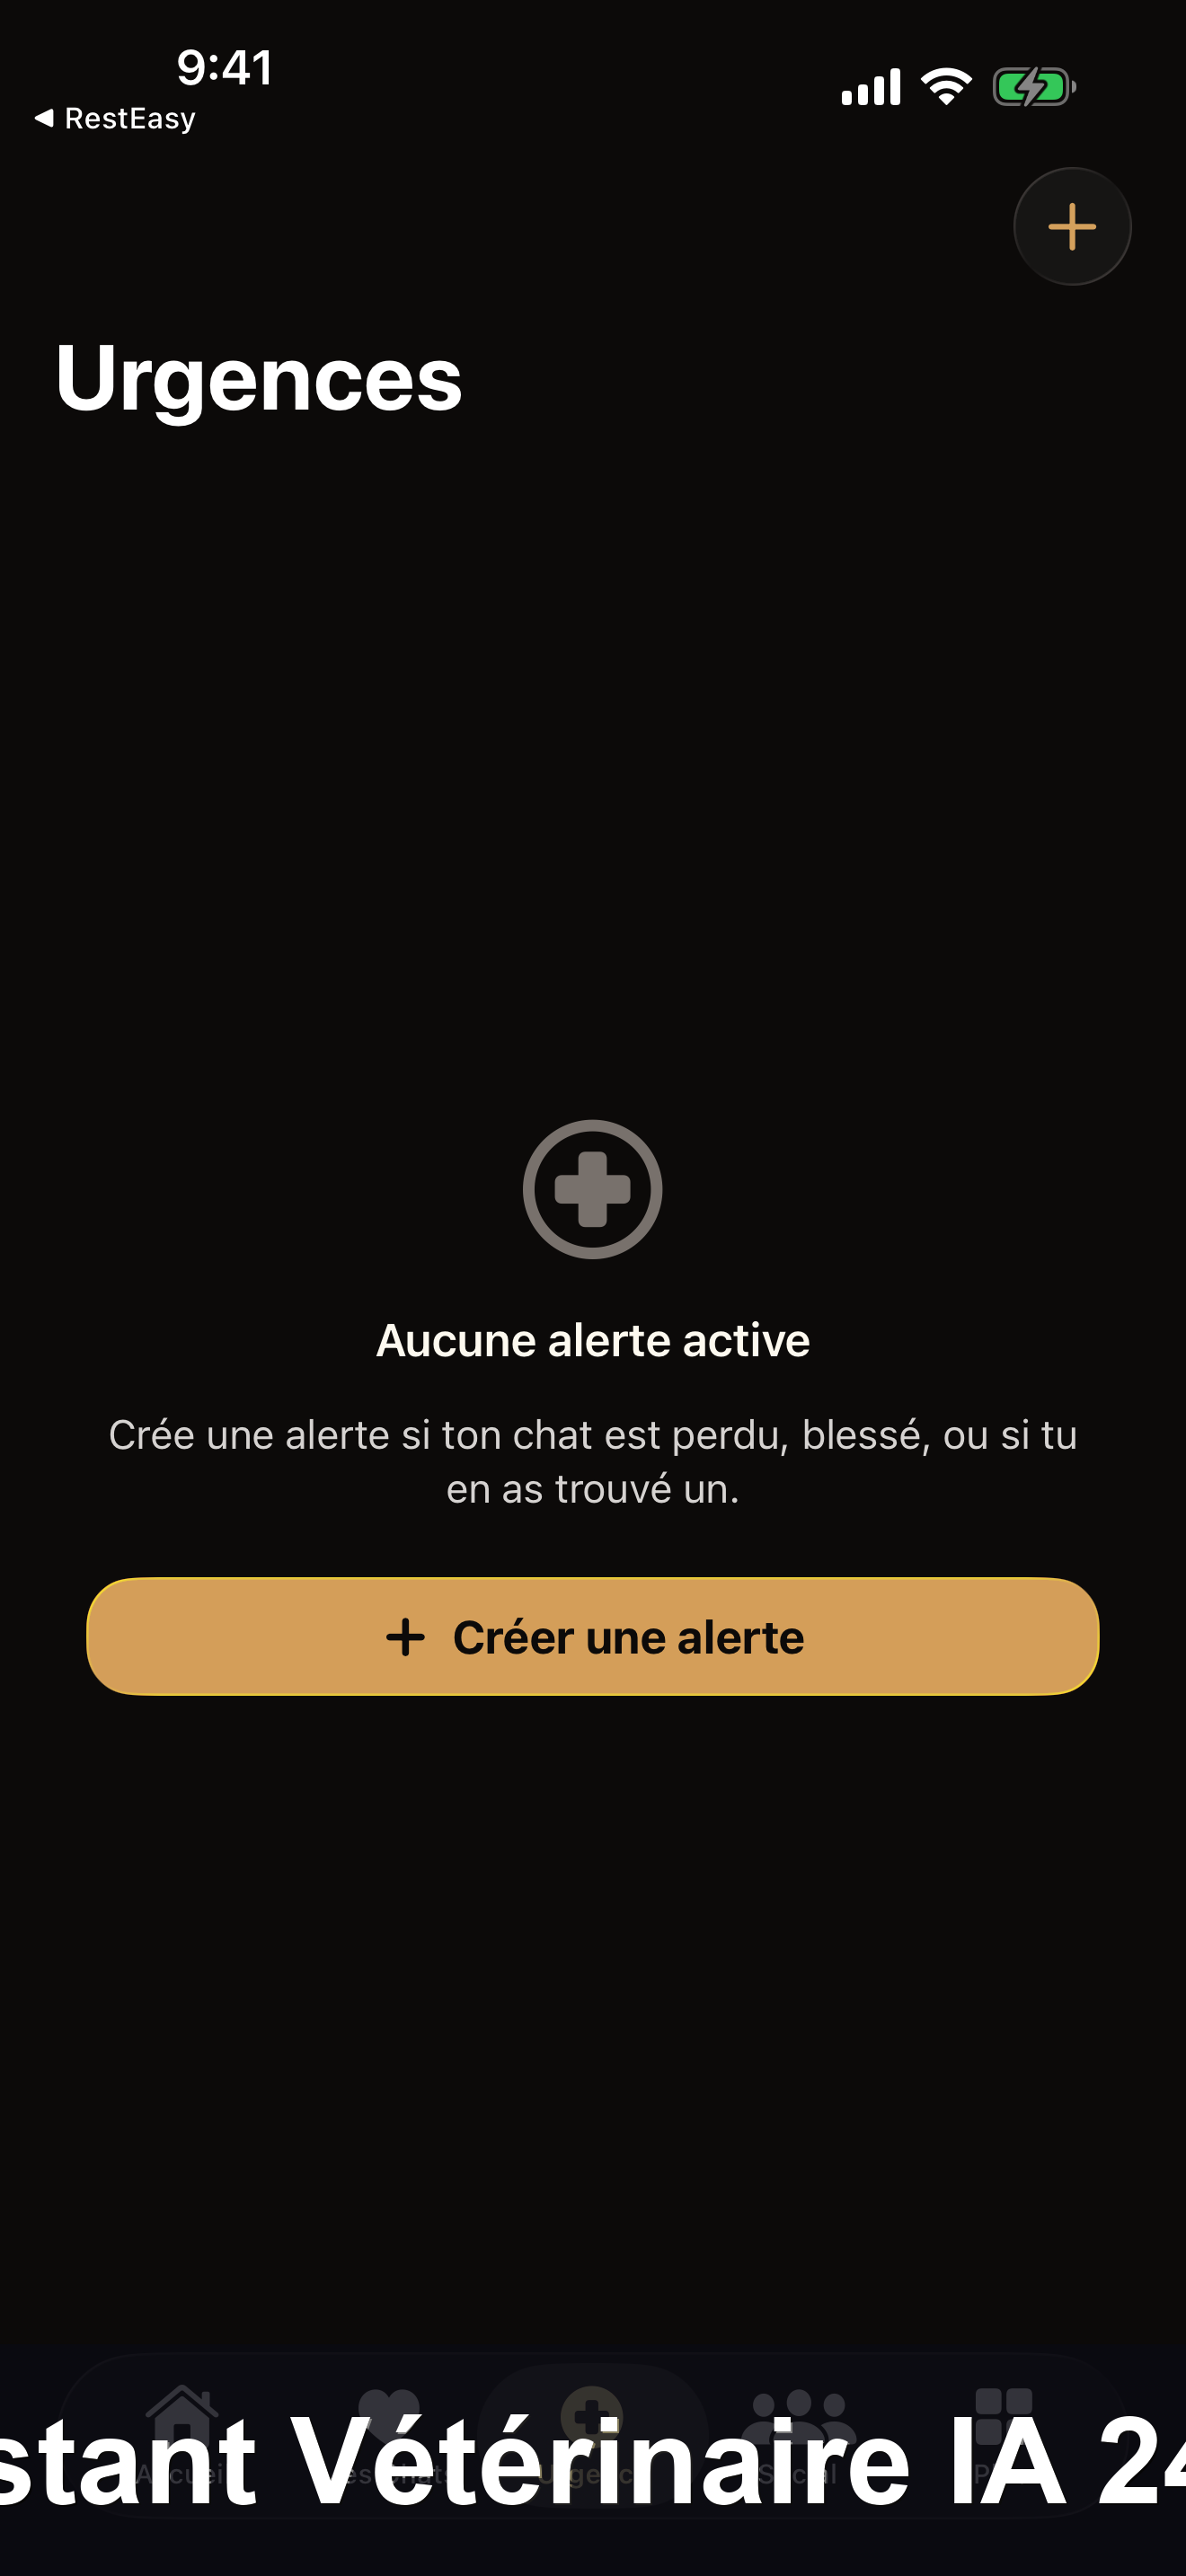 9:41
RestEasy
Urgences
Aucune alerte active
Crée une alerte si ton chat est perdu, blessé, ou si tu
en as trouvé un.
Créer une alerte
stant Vétérinaire IA 24